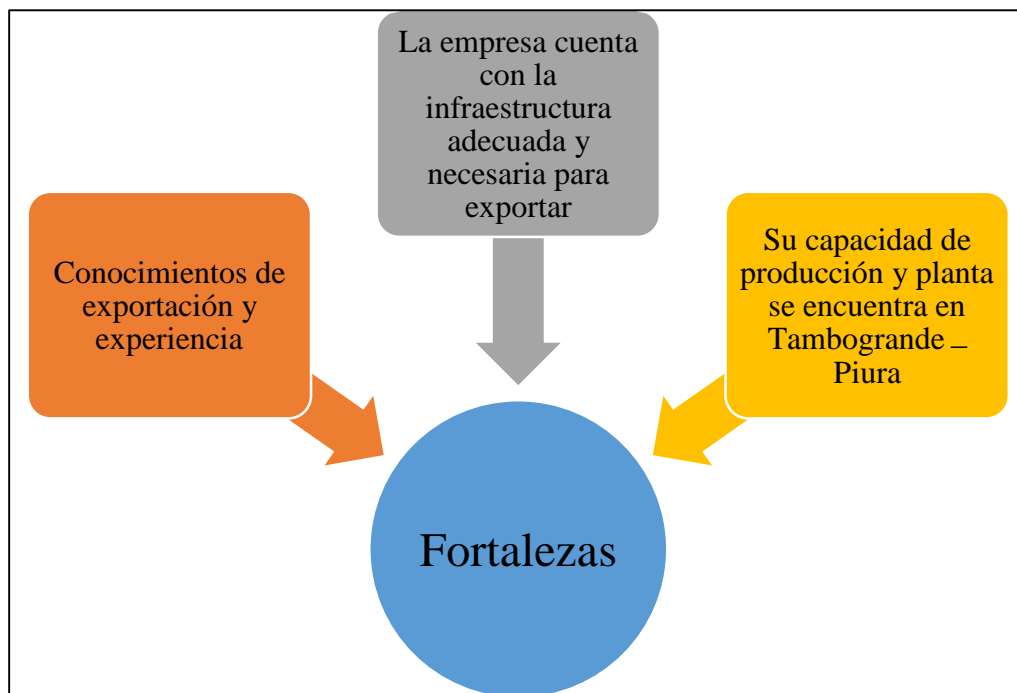 La empresa cuenta
con la
infraestructura
adecuada y
necesaria para
exportar
Conocimientos de
exportación y
experiencia
Su capacidad de
producción y planta
se encuentra en
Tambogrande –
Piura
Fortalezas